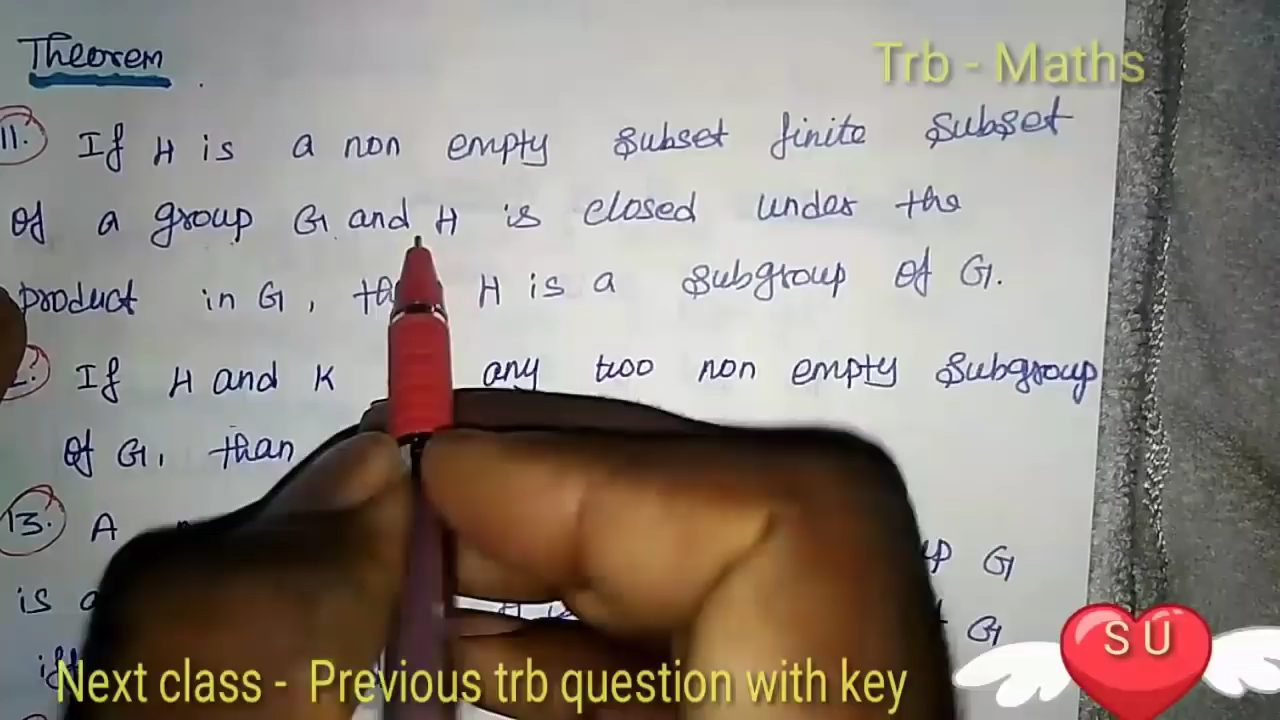 Theorem
Trb - Maths
11. If H is a non empty subset finite subset
of a group G and H is closed under the
product in G, H is a subgroup of G.
If H and K any two non empty Subgroup
of G, than
13. A
G
is
G
iff
S U
Next class - Previous trb question with key